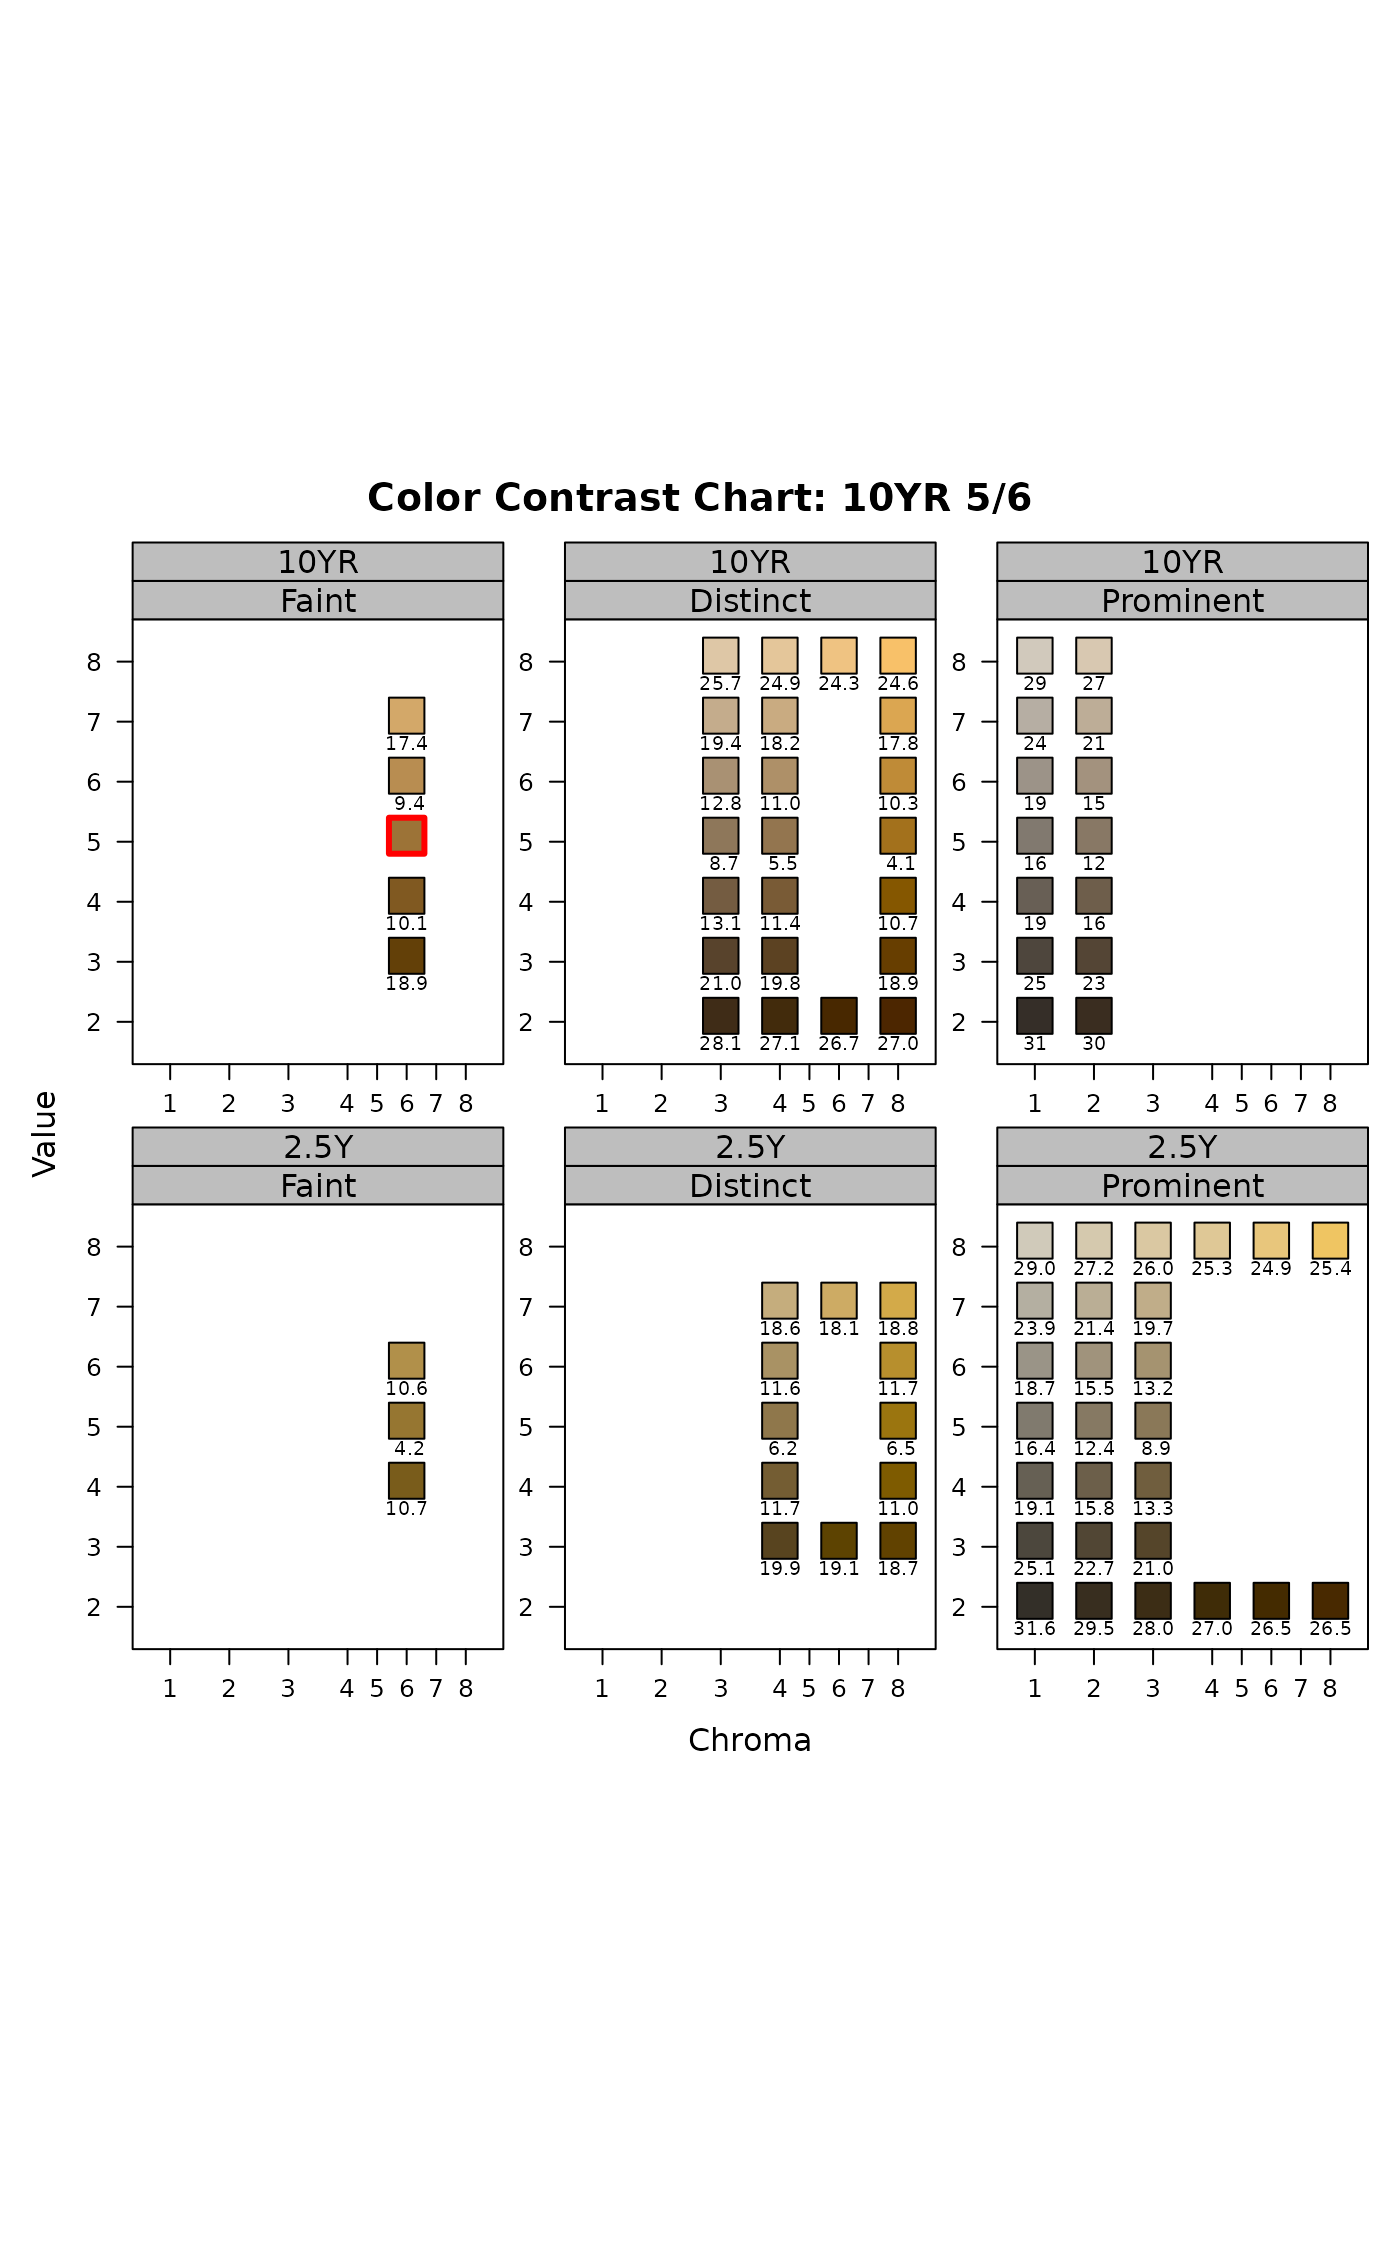 Color Contrast Chart: 10YR 5/6
10YR 10YR 10YR
Faint Distinct Prominent
8 8 25.7 24.9 24.3 24.6 8 29 27
7 17.4 7 19.4 18.2 17.8 7 24 21
6 9.4 6 12.8 11.0 10.3 6 19 15
5 5 8.7 5.5 4.1 5 16 12
4 10.1 4 13.1 11.4 10.7 4 19 16
3 18.9 3 21.0 19.8 18.9 3 25 23
2 2 28.1 27.1 26.7 27.0 2 31 30
1 2 3 4 5 6 7 8 1 2 3 4 5 6 7 8 1 2 3 4 5 6 7 8
Value
2.5Y 2.5Y 2.5Y
Faint Distinct Prominent
8 8 8 29.0 27.2 26.0 25.3 24.9 25.4
7 7 18.6 18.1 18.8 7 23.9 21.4 19.7
6 10.6 6 11.6 11.7 6 18.7 15.5 13.2
5 4.2 5 6.2 6.5 5 16.4 12.4 8.9
4 10.7 4 11.7 11.0 4 19.1 15.8 13.3
3 3 19.9 19.1 18.7 3 25.1 22.7 21.0
2 2 2 31.6 29.5 28.0 27.0 26.5 26.5
1 2 3 4 5 6 7 8 1 2 3 4 5 6 7 8 1 2 3 4 5 6 7 8
Chroma